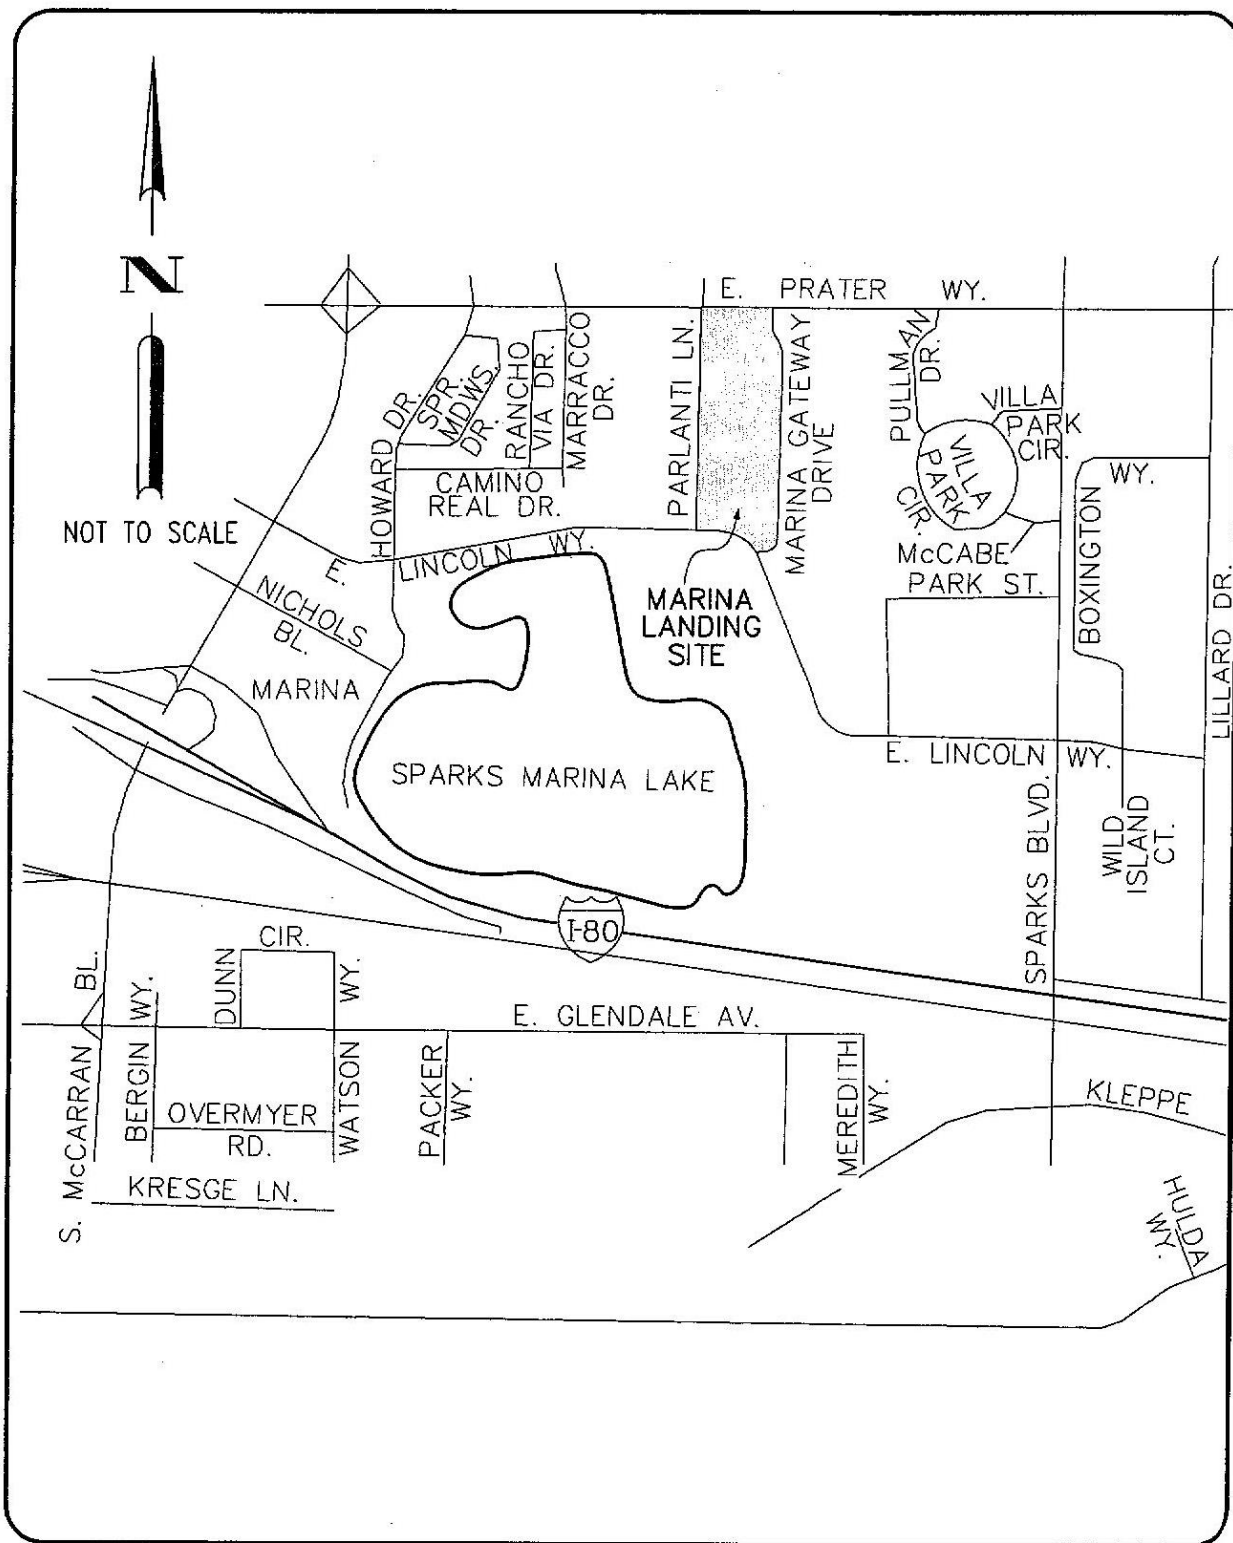 N
NOT TO SCALE
E. PRATER WY.
HOWARD DR.
SPR.
MDWS.
DR.
RANCHO
VIA DR.
MARRACCO
DR.
CAMINO
REAL DR.
PARLANTI LN.
MARINA GATEWAY
DRIVE
PULLMAN
DR.
VILLA
PARK
CIR.
VILLA
PARK
CIR.
McCABE
PARK ST.
BOXINGTON
WY.
LILLARD DR.
E. LINCOLN WY.
NICHOLS
BL.
MARINA
MARINA
LANDING
SITE
SPARKS MARINA LAKE
E. LINCOLN WY.
SPARKS BLVD.
WILD
ISLAND
CT.
I-80
S. McCARRAN BL.
BERGIN WY.
DUNN
CIR.
WATSON WY.
E. GLENDALE AV.
PACKER
WY.
MEREDITH
WY.
OVERMYER
RD.
KRESGE LN.
KLEPPE
HULDA
WY.